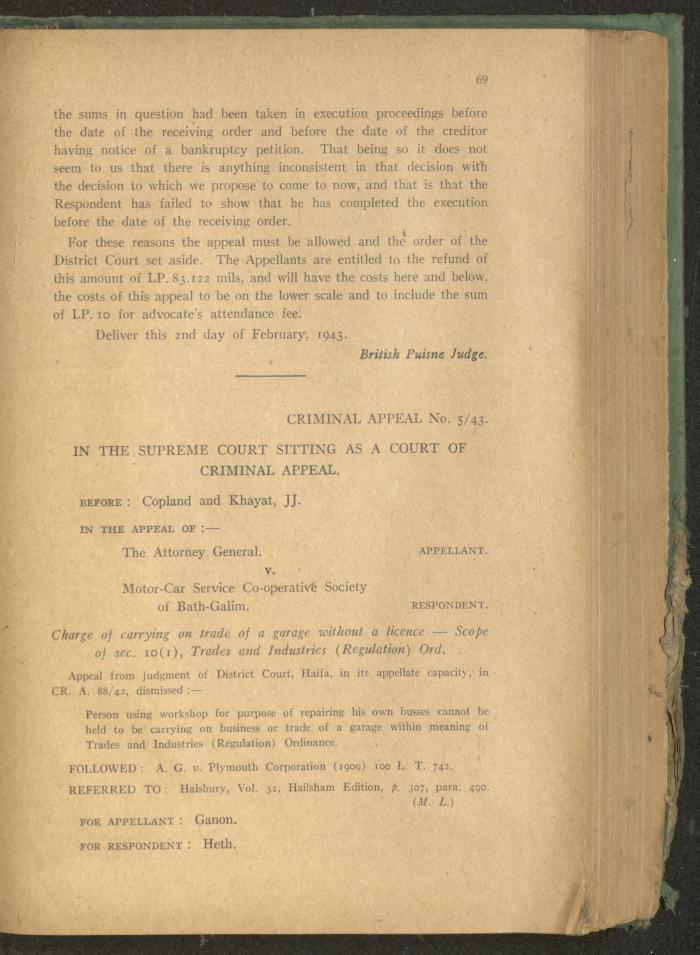 69
the sums in question had been taken in execution proceedings before
the date of the receiving order and before the date of the creditor
having notice of a bankruptcy petition. That being so it does not
seem to us that there is anything inconsistent in that decision with
the decision to which we propose to come to now, and that is that the
Respondent has failed to show that he has completed the execution
before the date of the receiving order.
For these reasons the appeal must be allowed and the order of the
District Court set aside. The Appellants are entitled to the refund of
this amount of LP. 83.122 mils, and will have the costs here and below,
the costs of this appeal to be on the lower scale and to include the sum
of LP. 10 for advocate's attendance fee.
Deliver this 2nd day of February, 1943.
British Puisne Judge.
CRIMINAL APPEAL No. 5/43.
IN THE SUPREME COURT SITTING AS A COURT OF
CRIMINAL APPEAL.
BEFORE : Copland and Khayat, JJ.
IN THE APPEAL OF :—
The Attorney General. APPELLANT.
v.
Motor-Car Service Co-operative Society
of Bath-Galim. RESPONDENT.
Charge of carrying on trade of a garage without a licence — Scope
of sec. 10(1), Trades and Industries (Regulation) Ord.
Appeal from judgment of District Court, Haifa, in its appellate capacity, in
CR. A. 88/42, dismissed :—
Person using workshop for purpose of repairing his own busses cannot be
held to be carrying on business or trade of a garage within meaning of
Trades and Industries (Regulation) Ordinance.
FOLLOWED : A. G. v. Plymouth Corporation (1909) 100 L. T. 742.
REFERRED TO : Halsbury, Vol. 32, Hailsham Edition, p. 307, para. 490.
(M. L.)
FOR APPELLANT : Ganon.
FOR RESPONDENT : Heth.